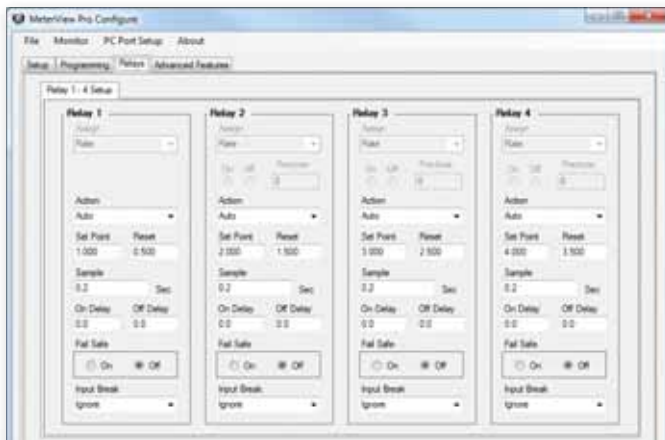 MeterView Pro Configure
File Monitor PC Port Setup About
Setup Programming Relays Advanced Features
Relay 1 - 4 Setup
Relay 1
Assign
Rate
Action
Auto
Set Point Reset
1.000 0.500
Sample
0.2 Sec
On Delay Off Delay
0.0 0.0
Fail Safe
On Off
Input Break
Ignore
Relay 2
Assign
Rate
On Off
0
Action
Auto
Set Point Reset
2.000 1.500
Sample
0.2 Sec
On Delay Off Delay
0.0 0.0
Fail Safe
On Off
Input Break
Ignore
Relay 3
Assign
Rate
On Off
0
Action
Auto
Set Point Reset
3.000 2.500
Sample
0.2 Sec
On Delay Off Delay
0.0 0.0
Fail Safe
On Off
Input Break
Ignore
Relay 4
Assign
Rate
On Off
0
Action
Auto
Set Point Reset
4.000 3.500
Sample
0.2 Sec
On Delay Off Delay
0.0 0.0
Fail Safe
On Off
Input Break
Ignore